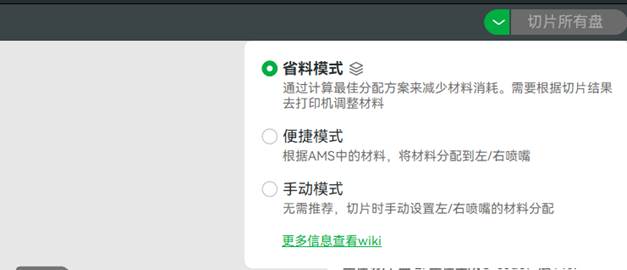 切片所有盘
省料模式
通过计算最佳分配方案来减少材料消耗。需要根据切片结果
去打印机调整材料
便捷模式
根据AMS中的材料，将材料分配到左/右喷嘴
手动模式
无需推荐，切片时手动设置左/右喷嘴的材料分配
更多信息查看wiki